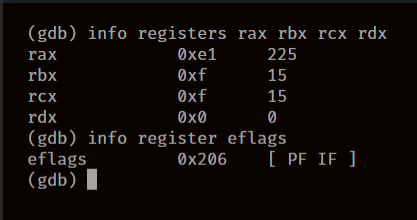 (gdb) info registers rax rbx rcx rdx
rax            0xe1     225
rbx            0xf      15
rcx            0xf      15
rdx            0x0      0
(gdb) info register eflags
eflags         0x206    [ PF IF ]
(gdb)